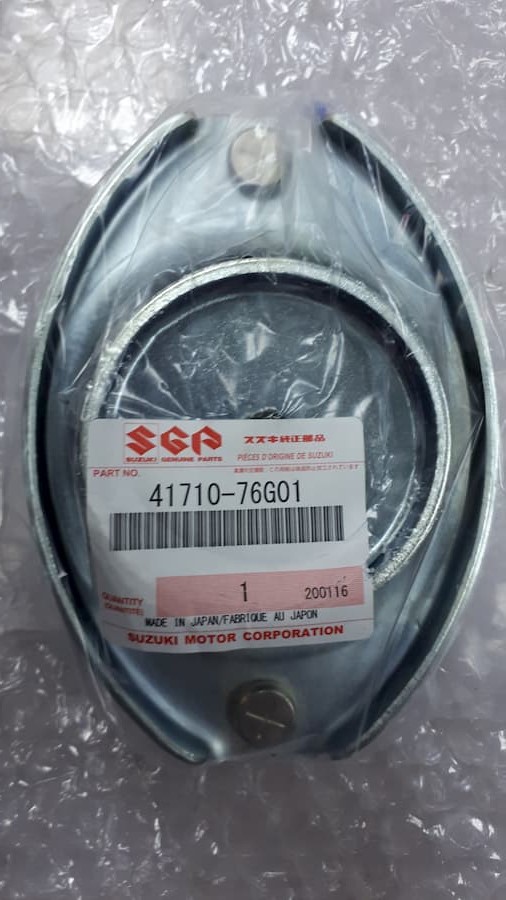 SGP
スズキ純正部品
SUZUKI GENUINE PARTS
PIÈCES D'ORIGINE DE SUZUKI
PART NO.
41710-76G01
QUANTITY
(QUANTITÉ)
1
200116
MADE IN JAPAN/FABRIQUE AU JAPON
SUZUKI MOTOR CORPORATION